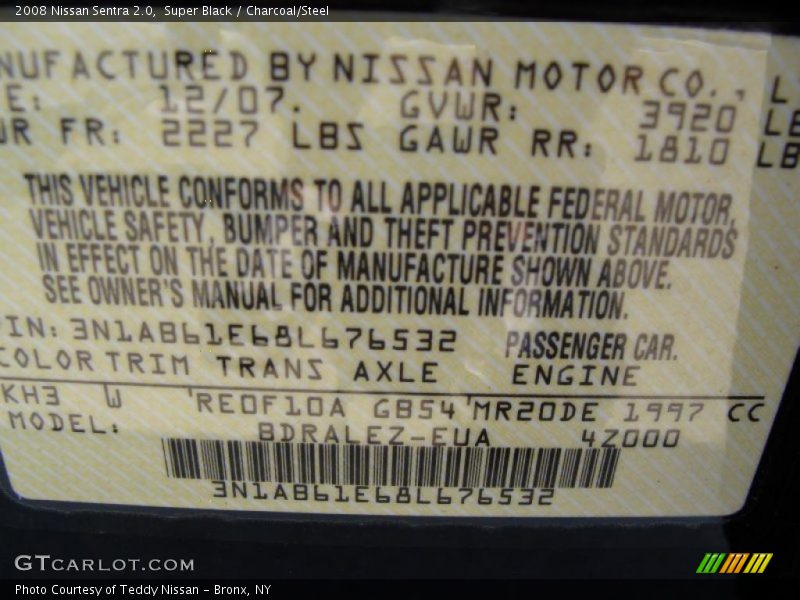 2008 Nissan Sentra 2.0, Super Black / Charcoal/Steel
NUFACTURED BY NISSAN MOTOR CO., L
E: 12/07. GVWR: 3920 LB
UR FR: 2227 LBS GAWR RR: 1810 LB
THIS VEHICLE CONFORMS TO ALL APPLICABLE FEDERAL MOTOR
VEHICLE SAFETY, BUMPER AND THEFT PREVENTION STANDARDS
IN EFFECT ON THE DATE OF MANUFACTURE SHOWN ABOVE.
SEE OWNER'S MANUAL FOR ADDITIONAL INFORMATION.
IN: 3N1AB61E68L676532 PASSENGER CAR.
COLOR TRIM TRANS AXLE ENGINE
KH3 W RE0F10A GB54 MR20DE 1997 CC
MODEL: BDRALEZ-EUA 4Z000
3N1AB61E68L676532
GTCARLOT.COM
Photo Courtesy of Teddy Nissan - Bronx, NY